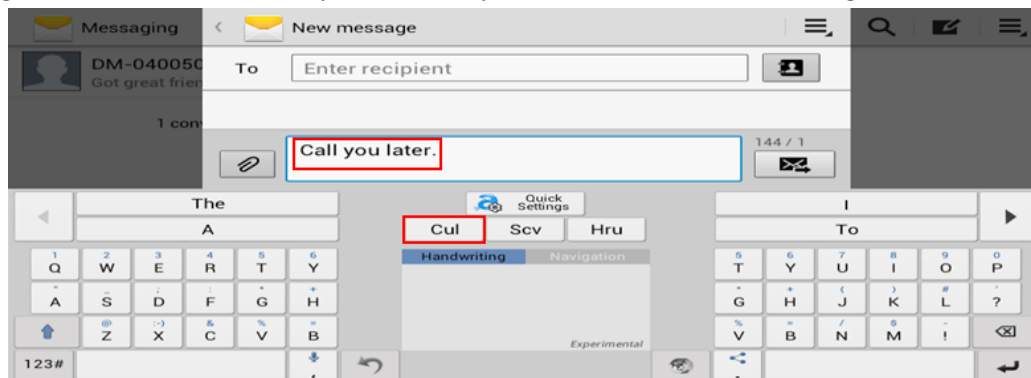 Messaging
New message
DM-040050
Got great frien
1 con
To
Enter recipient
Call you later.
144 / 1
The
A
Quick
Settings
Cul Scv Hru
Handwriting Navigation
Experimental
I
To
1 2 3 4 5 6
Q W E R T Y
A S D F G H
Z X C V B
123#
5 6 7 8 9 0
T Y U I O P
G H J K L ?
V B N M !